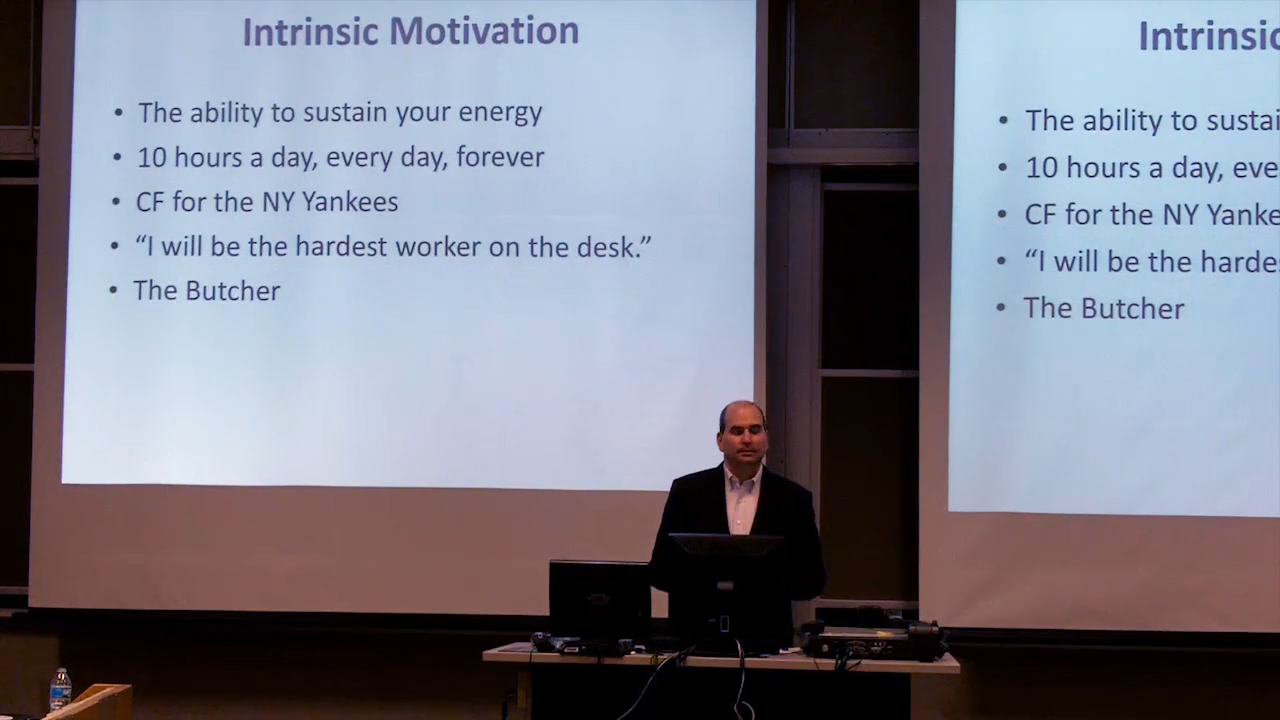 Intrinsic Motivation
• The ability to sustain your energy
• 10 hours a day, every day, forever
• CF for the NY Yankees
• “I will be the hardest worker on the desk.”
• The Butcher
Intrinsic
• The ability to sustai
• 10 hours a day, eve
• CF for the NY Yanke
• “I will be the hardes
• The Butcher